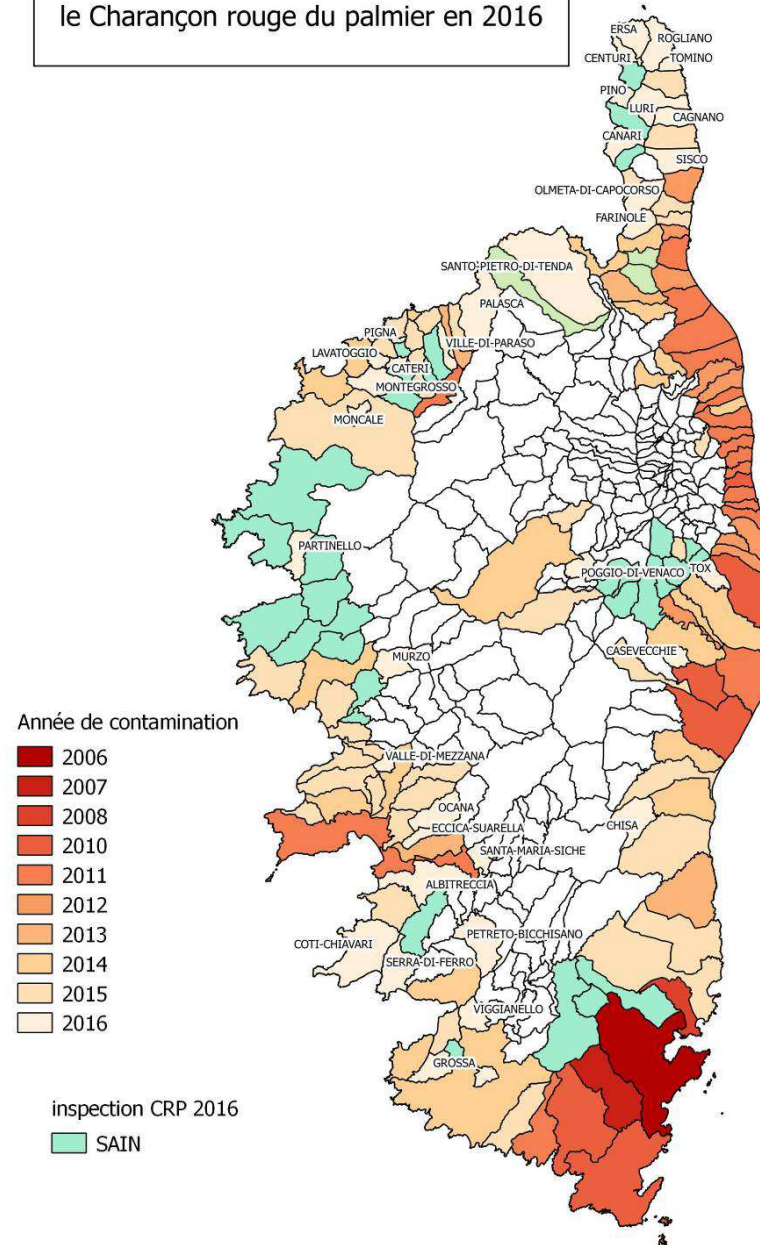 le Charançon rouge du palmier en 2016
ERSA
ROGLIANO
CENTURI
TOMINO
PINO
LURI
CAGNANO
CANARI
SISCO
OLMETA-DI-CAPOCORSO
FARINOLE
SANTO-PIETRO-DI-TENDA
PALASCA
PIGNA
VILLE-DI-PARASO
LAVATOGGIO
CATERI
MONTEGROSSO
MONCALE
PARTINELLO
POGGIO-DI-VENACO
TOX
CASEVECCHIE
MURZO
VALLE-DI-MEZZANA
OCANA
ECCICA-SUARELLA
CHISA
SANTA-MARIA-SICHE
ALBITRECCIA
PETRETO-BICCHISANO
COTI-CHIAVARI
SERRA-DI-FERRO
VIGGIANELLO
GROSSA
Année de contamination
2006
2007
2008
2010
2011
2012
2013
2014
2015
2016
inspection CRP 2016
SAIN